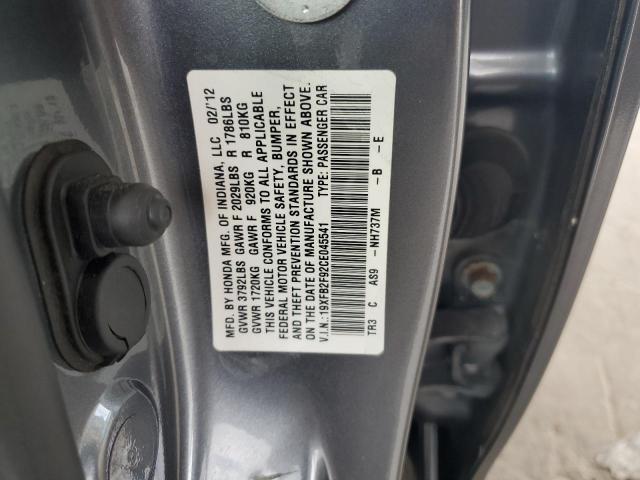 MFD. BY HONDA MFG. OF INDIANA, LLC 02/12
GVWR 3792LBS GAWR F 2029LBS R 1786LBS
GVWR 1720KG GAWR F 920KG R 810KG
THIS VEHICLE CONFORMS TO ALL APPLICABLE
FEDERAL MOTOR VEHICLE SAFETY, BUMPER,
AND THEFT PREVENTION STANDARDS IN EFFECT
ON THE DATE OF MANUFACTURE SHOWN ABOVE.
V.I.N.: 19XFB2F92CE045541 TYPE: PASSENGER CAR
TR3 C AS9 -NH737M -B -E